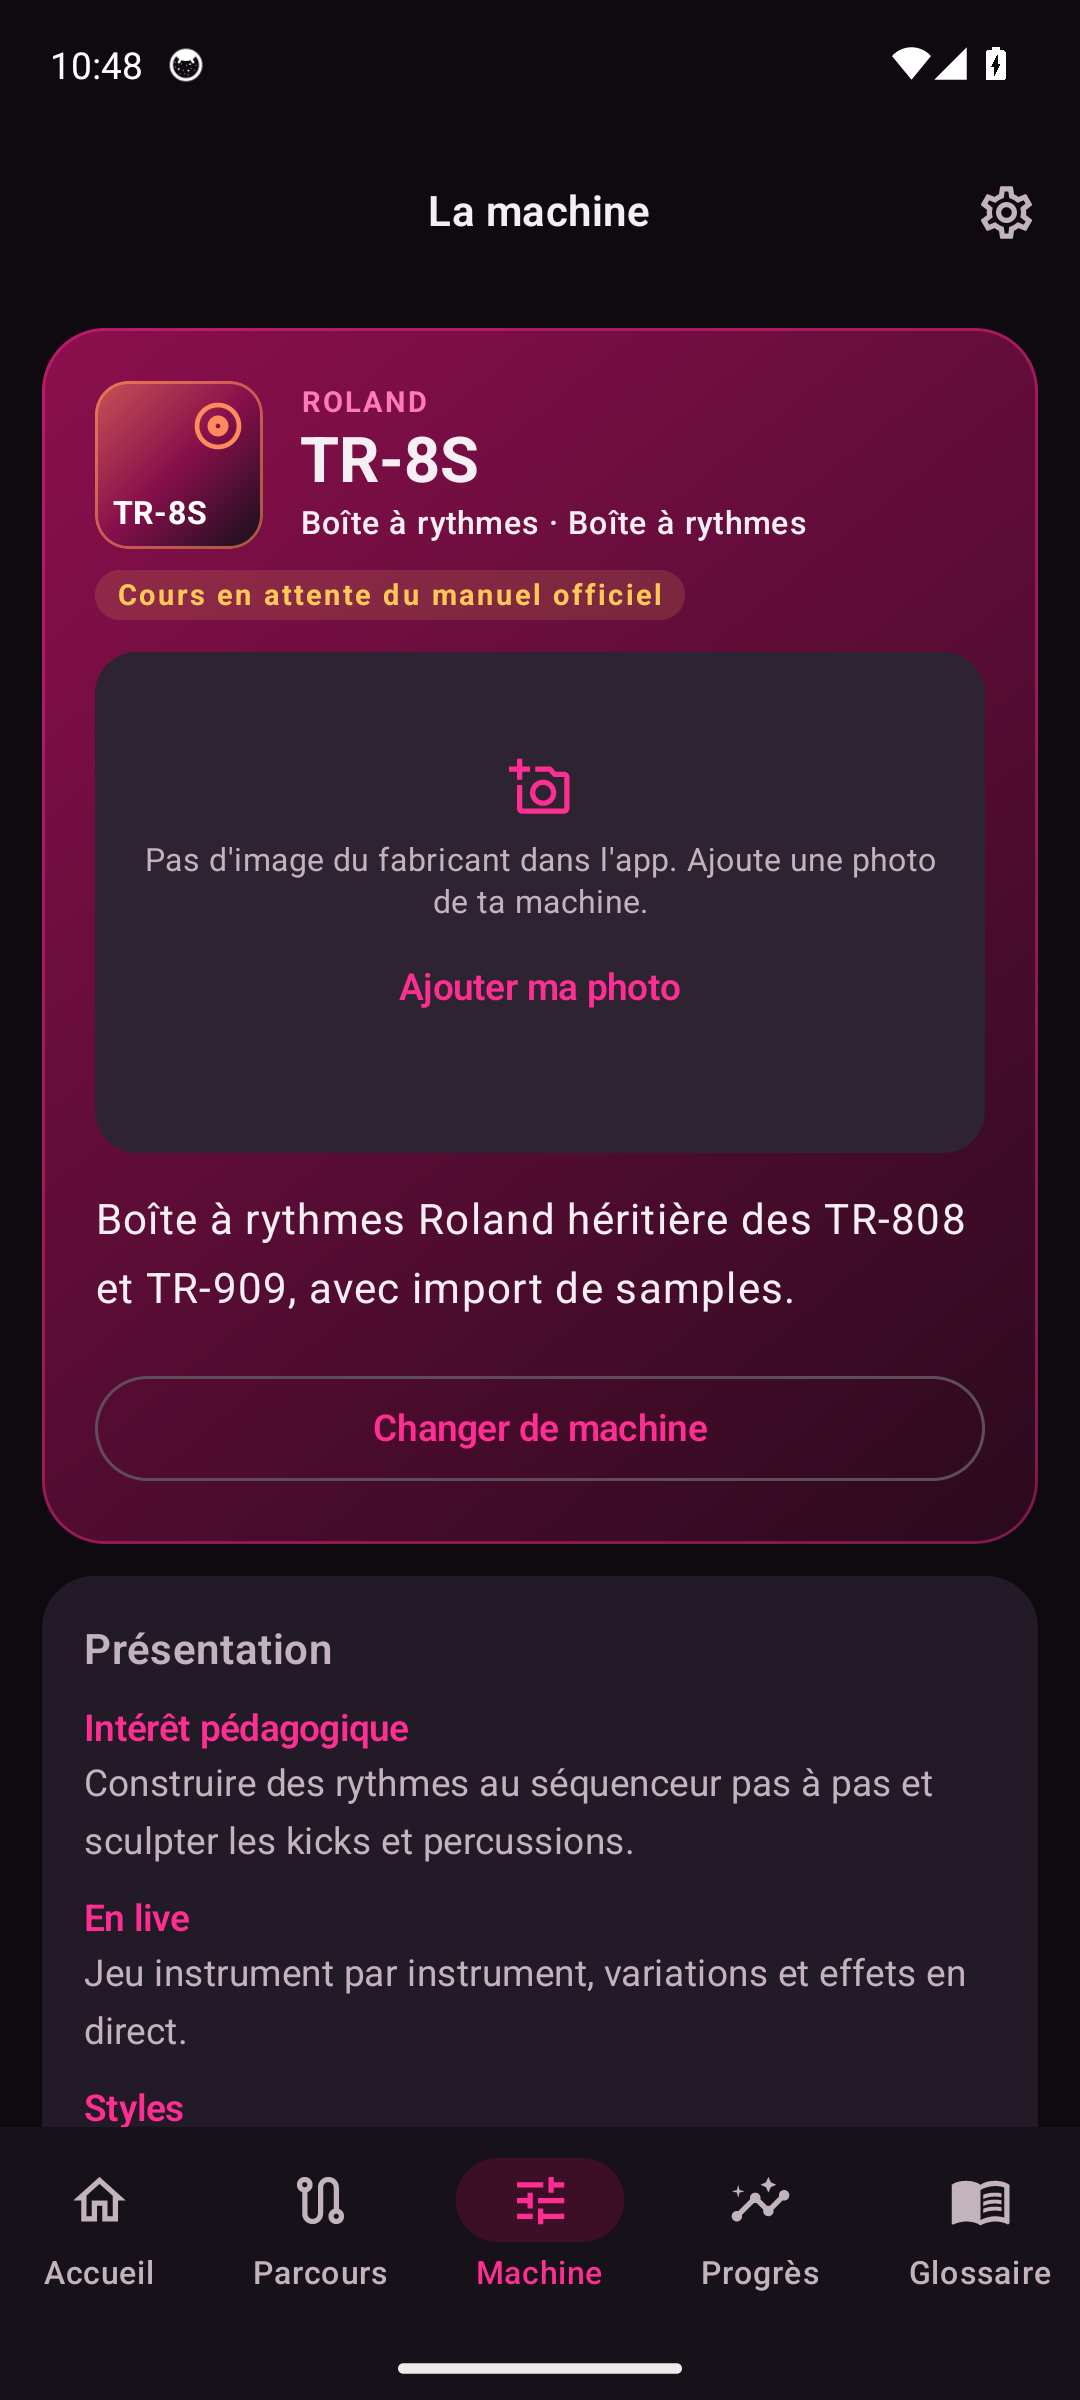 10:48
La machine
TR-8S
ROLAND
TR-8S
Boîte à rythmes · Boîte à rythmes
Cours en attente du manuel officiel
Pas d'image du fabricant dans l'app. Ajoute une photo
de ta machine.
Ajouter ma photo
Boîte à rythmes Roland héritière des TR-808
et TR-909, avec import de samples.
Changer de machine
Présentation
Intérêt pédagogique
Construire des rythmes au séquenceur pas à pas et
sculpter les kicks et percussions.
En live
Jeu instrument par instrument, variations et effets en
direct.
Styles
Accueil
Parcours
Machine
Progrès
Glossaire